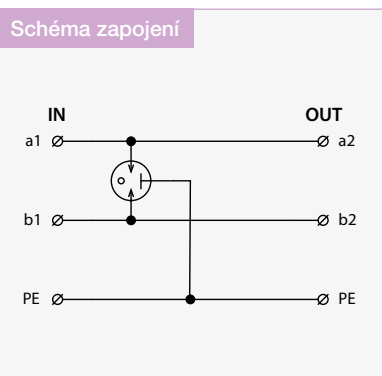 Schéma zapojení
IN OUT
a1 a2
b1 b2
PE PE